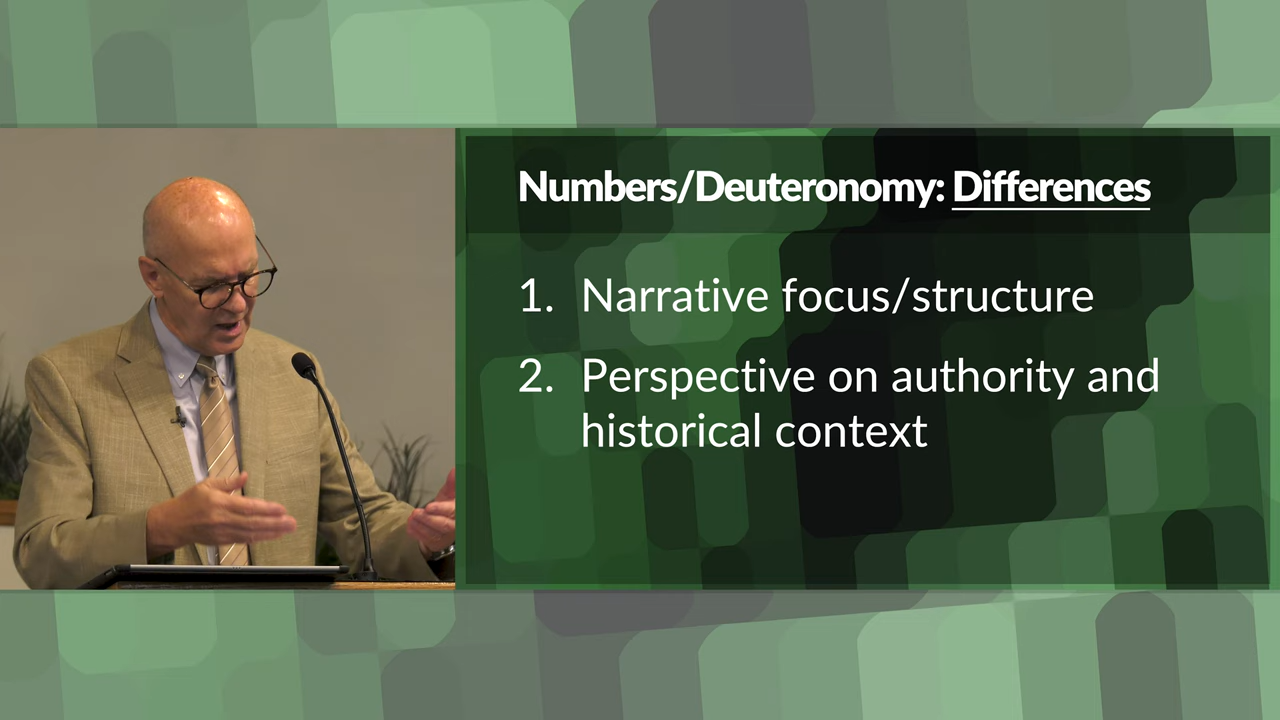 Numbers/Deuteronomy: Differences
1. Narrative focus/structure
2. Perspective on authority and
historical context